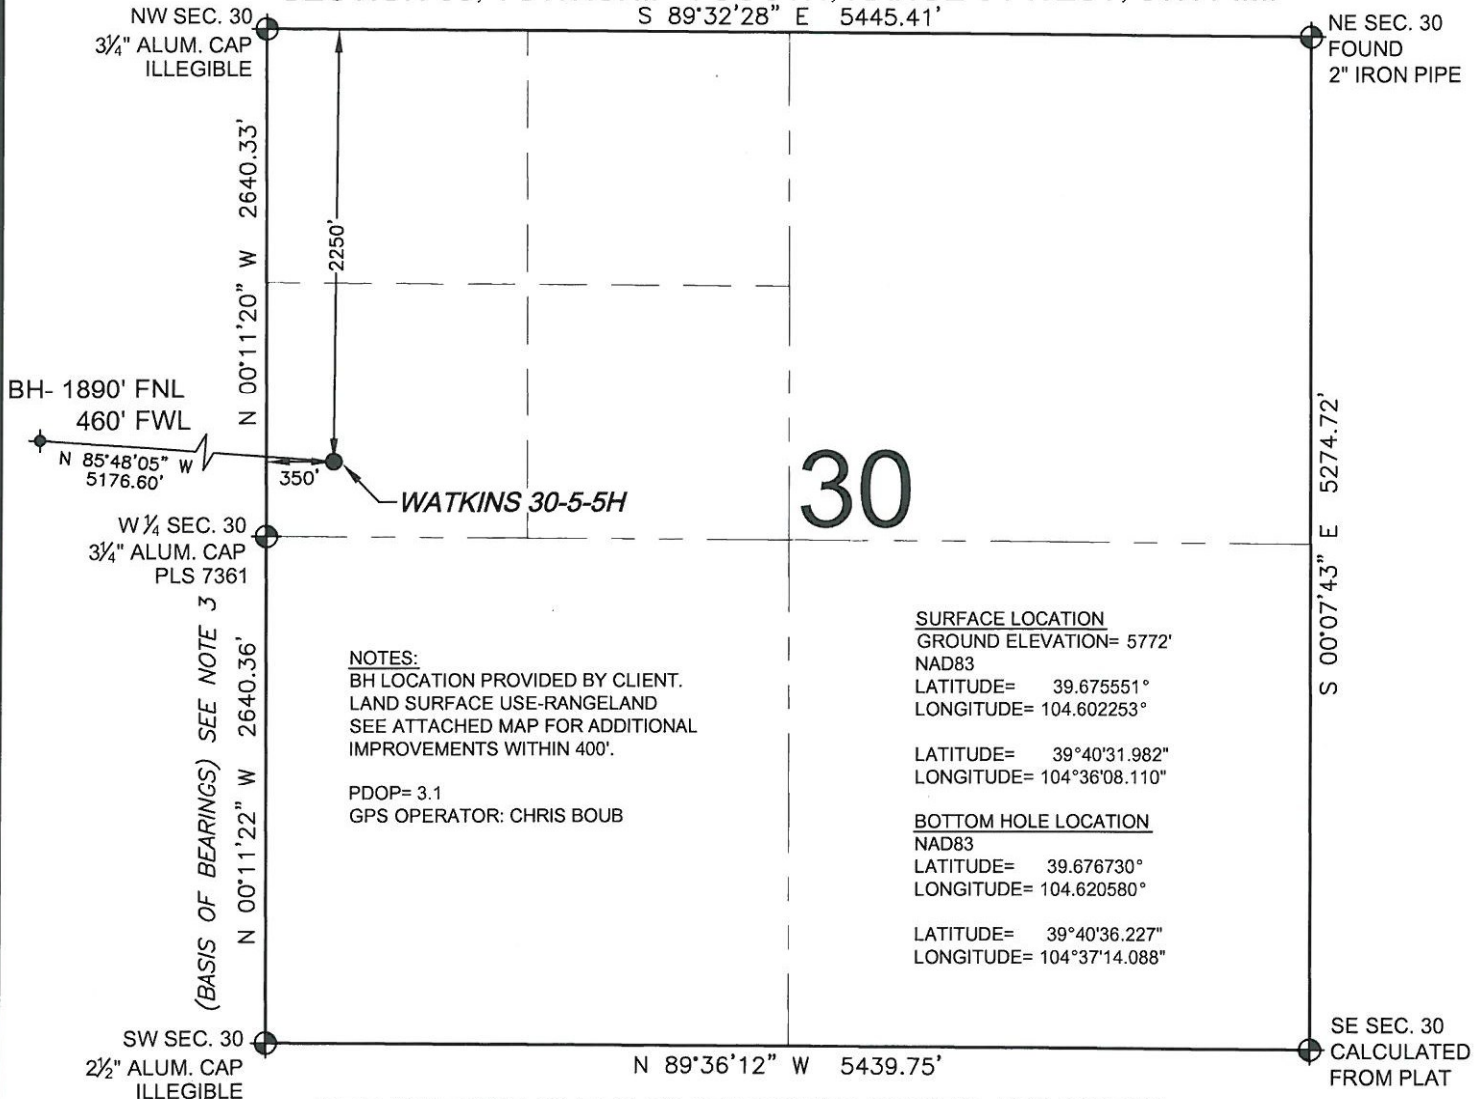 S 89°32'28" E 5445.41'
NW SEC. 30
3¼" ALUM. CAP
ILLEGIBLE
NE SEC. 30
FOUND
2" IRON PIPE
N 00°11'20" W 2640.33'
2250'
BH- 1890' FNL
460' FWL
N 85°48'05" W
5176.60'
350'
WATKINS 30-5-5H
30
S 00°07'43" E 5274.72'
W ¼ SEC. 30
3¼" ALUM. CAP
PLS 7361
(BASIS OF BEARINGS) SEE NOTE 3
N 00°11'22" W 2640.36'
NOTES:
BH LOCATION PROVIDED BY CLIENT.
LAND SURFACE USE-RANGELAND
SEE ATTACHED MAP FOR ADDITIONAL
IMPROVEMENTS WITHIN 400'.
PDOP= 3.1
GPS OPERATOR: CHRIS BOUB
SURFACE LOCATION
GROUND ELEVATION= 5772'
NAD83
LATITUDE= 39.675551°
LONGITUDE= 104.602253°
LATITUDE= 39°40'31.982"
LONGITUDE= 104°36'08.110"
BOTTOM HOLE LOCATION
NAD83
LATITUDE= 39.676730°
LONGITUDE= 104.620580°
LATITUDE= 39°40'36.227"
LONGITUDE= 104°37'14.088"
SW SEC. 30
2½" ALUM. CAP
ILLEGIBLE
N 89°36'12" W 5439.75'
SE SEC. 30
CALCULATED
FROM PLAT